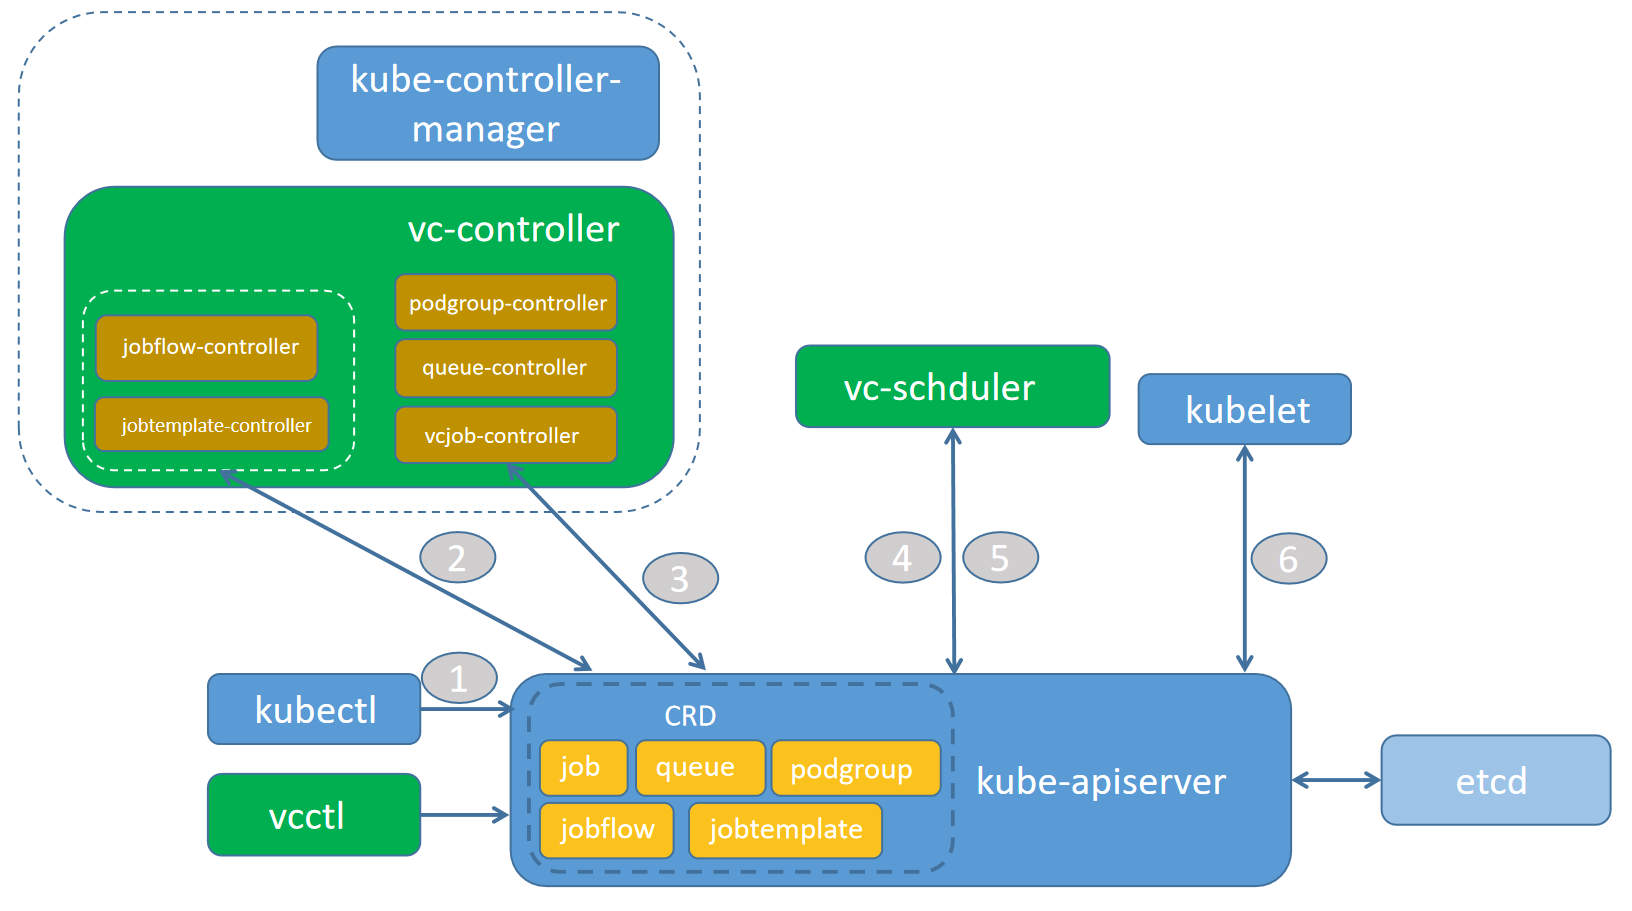 kube-controller-
manager
vc-controller
podgroup-controller
jobflow-controller
queue-controller
jobtemplate-controller
vcjob-controller
vc-schduler
kubelet
2
3
4
5
6
1
kubectl
CRD
job
queue
podgroup
kube-apiserver
etcd
vcctl
jobflow
jobtemplate